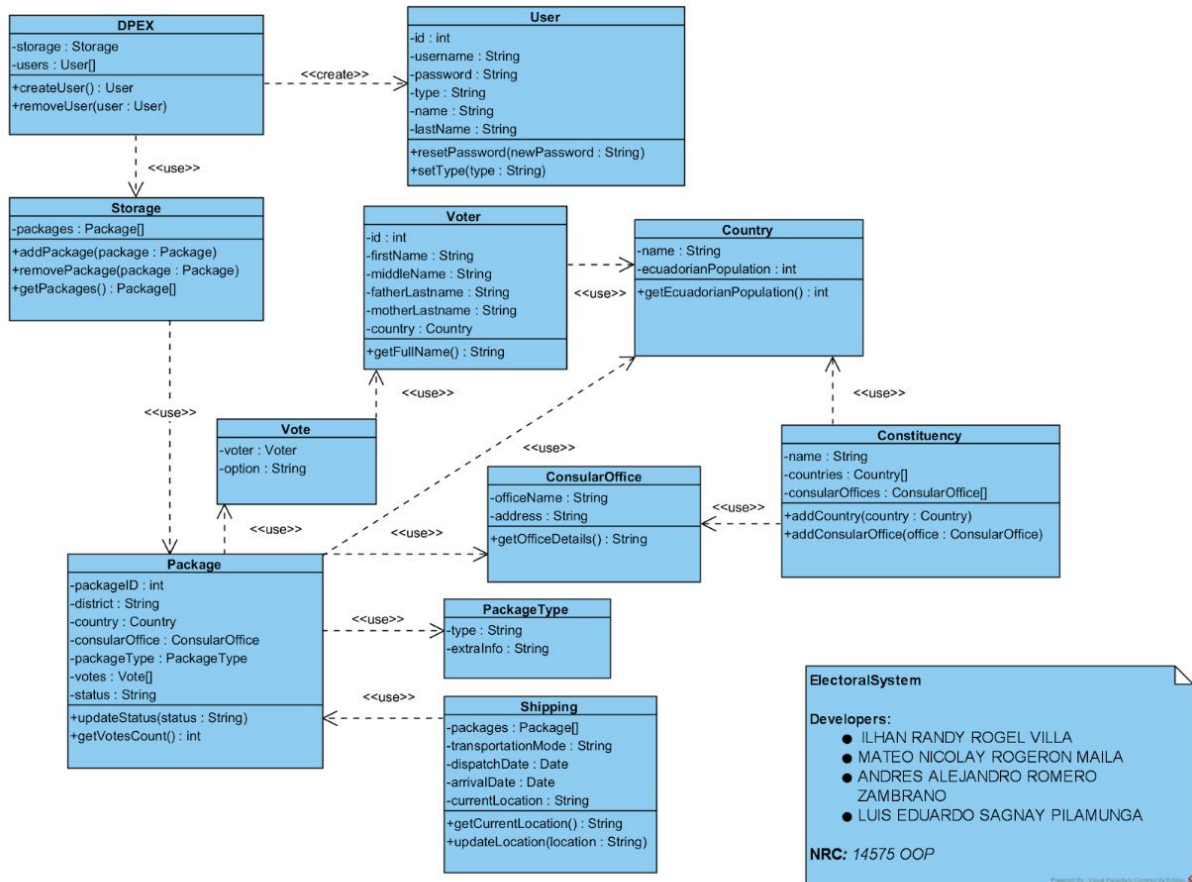 DPEX
-storage : Storage
-users : User[]
+createUser() : User
+removeUser(user : User)
<<create>>
User
-id : int
-username : String
-password : String
-type : String
-name : String
-lastName : String
+resetPassword(newPassword : String)
+setType(type : String)
<<use>>
Storage
-packages : Package[]
+addPackage(package : Package)
+removePackage(package : Package)
+getPackages() : Package[]
Voter
-id : int
-firstName : String
-middleName : String
-fatherLastname : String
-motherLastname : String
-country : Country
+getFullName() : String
<<use>>
Country
-name : String
-ecuadorianPopulation : int
+getEcuadorianPopulation() : int
<<use>>
<<use>>
<<use>>
Vote
-voter : Voter
-option : String
<<use>>
Constituency
-name : String
-countries : Country[]
-consularOffices : ConsularOffice[]
+addCountry(country : Country)
+addConsularOffice(office : ConsularOffice)
ConsularOffice
-officeName : String
-address : String
+getOfficeDetails() : String
<<use>>
<<use>>
<<use>>
Package
-packageID : int
-district : String
-country : Country
-consularOffice : ConsularOffice
-packageType : PackageType
-votes : Vote[]
-status : String
+updateStatus(status : String)
+getVotesCount() : int
<<use>>
PackageType
-type : String
-extraInfo : String
<<use>>
Shipping
-packages : Package[]
-transportationMode : String
-dispatchDate : Date
-arrivalDate : Date
-currentLocation : String
+getCurrentLocation() : String
+updateLocation(location : String)
ElectoralSystem
Developers:
● ILHAN RANDY ROGEL VILLA
● MATEO NICOLAY ROGERON MAILA
● ANDRES ALEJANDRO ROMERO
ZAMBRANO
● LUIS EDUARDO SAGNAY PILAMUNGA
NRC: 14575 OOP
Powered By: Visual Paradigm Community Edition